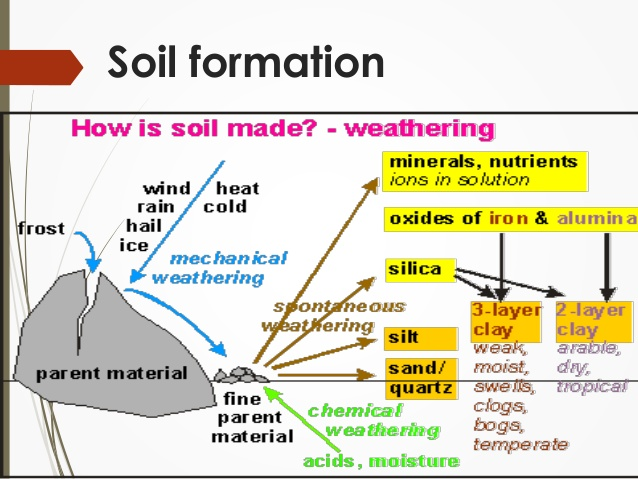 Soil formation
How is soil made? - weathering
frost
wind
rain
hail
ice
heat
cold
mechanical
weathering
parent material
fine
parent
material
spontaneous
weathering
chemical
weathering
acids, moisture
minerals, nutrients
ions in solution
oxides of iron & alumina
silica
silt
sand/
quartz
3-layer
clay
weak,
moist,
swells,
clogs,
bogs,
temperate
2-layer
clay
arable,
dry,
tropical